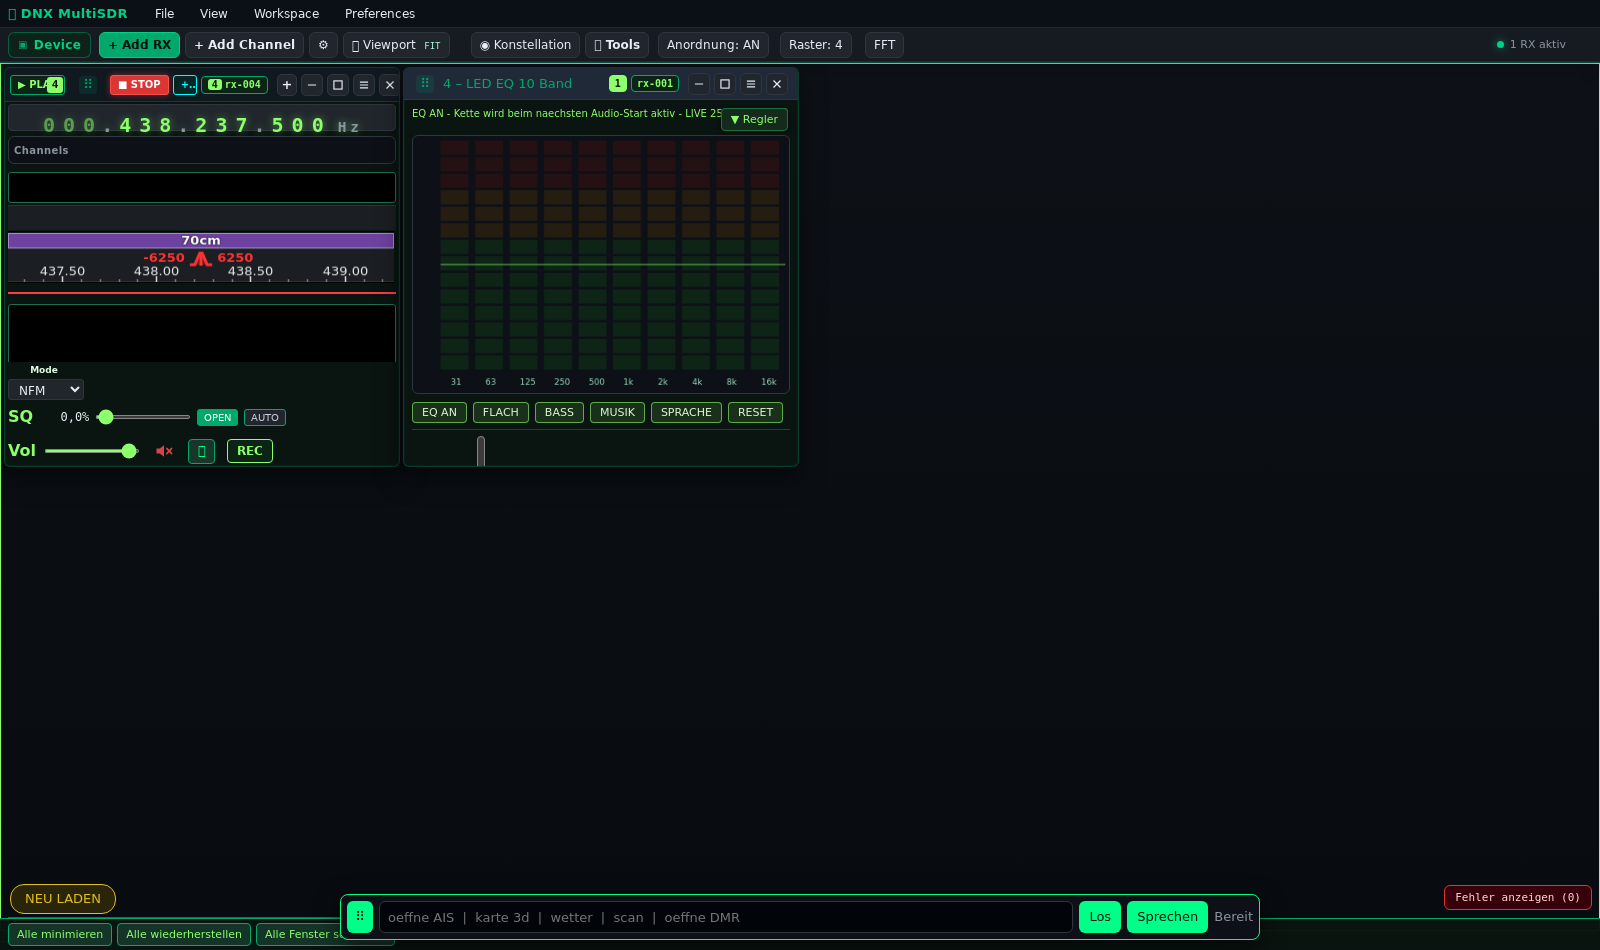 DNX MultiSDR File View Workspace Preferences
Device + Add RX + Add Channel Viewport FIT Konstellation Tools Anordnung: AN Raster: 4 FFT 1 RX aktiv
▶ PLA 4 STOP +.. 4 rx-004
000.438.237.500 Hz
Channels
70cm
-6250 6250
437.50 438.00 438.50 439.00
Mode
NFM
SQ 0,0% OPEN AUTO
Vol REC
4 – LED EQ 10 Band 1 rx-001
EQ AN - Kette wird beim naechsten Audio-Start aktiv - LIVE 25 ▼ Regler
31 63 125 250 500 1k 2k 4k 8k 16k
EQ AN FLACH BASS MUSIK SPRACHE RESET
NEU LADEN
Fehler anzeigen (0)
oeffne AIS | karte 3d | wetter | scan | oeffne DMR Los Sprechen Bereit
Alle minimieren Alle wiederherstellen Alle Fenster